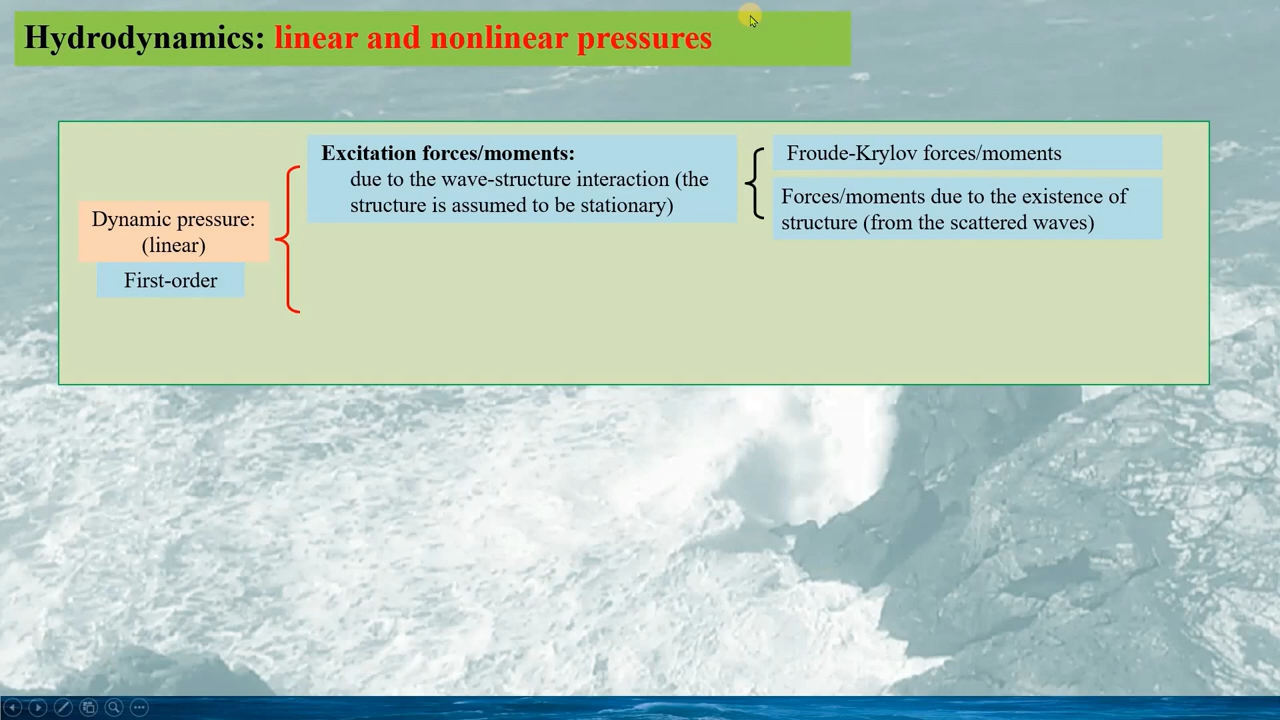 Hydrodynamics: linear and nonlinear pressures
Excitation forces/moments:
due to the wave-structure interaction (the
structure is assumed to be stationary)
Froude-Krylov forces/moments
Forces/moments due to the existence of
structure (from the scattered waves)
Dynamic pressure:
(linear)
First-order